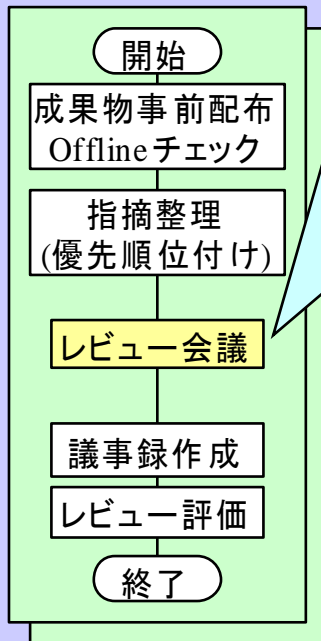 開始
成果物事前配布
Offlineチェック
指摘整理
(優先順位付け)
レビュー会議
議事録作成
レビュー評価
終了